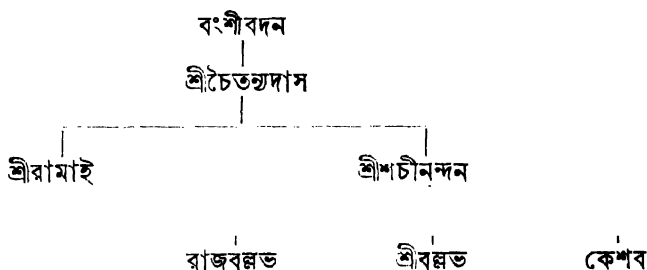 বংশীবদন
শ্রীচৈতন্যদাস
শ্রীরামাই শ্রীশচীনন্দন
রাজবল্লভ শ্রীবল্লভ কেশব